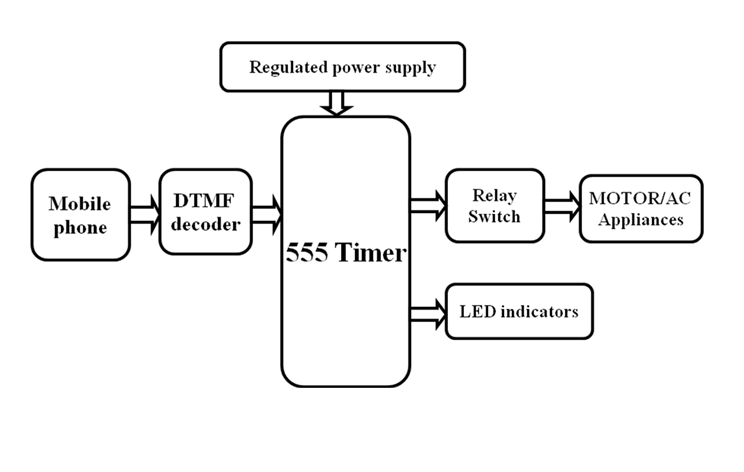 Regulated power supply
Mobile
phone
DTMF
decoder
555 Timer
Relay
Switch
MOTOR/AC
Appliances
LED indicators